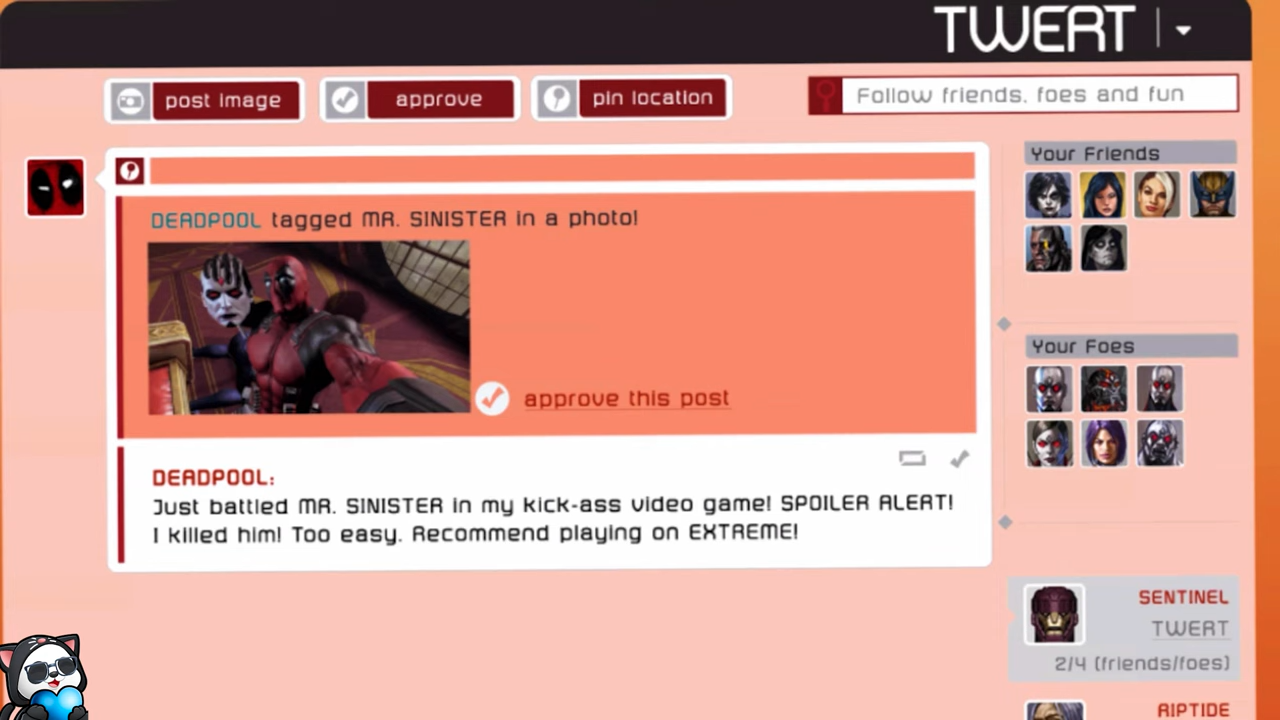 TWERT
post image
approve
pin location
Follow friends, foes and fun
Your Friends
DEADPOOL tagged MR. SINISTER in a photo!
approve this post
Your Foes
DEADPOOL:
Just battled MR. SINISTER in my kick-ass video game! SPOILER ALERT!
I killed him! Too easy. Recommend playing on EXTREME!
SENTINEL
TWERT
2/4 (friends/foes)
RIPTIDE